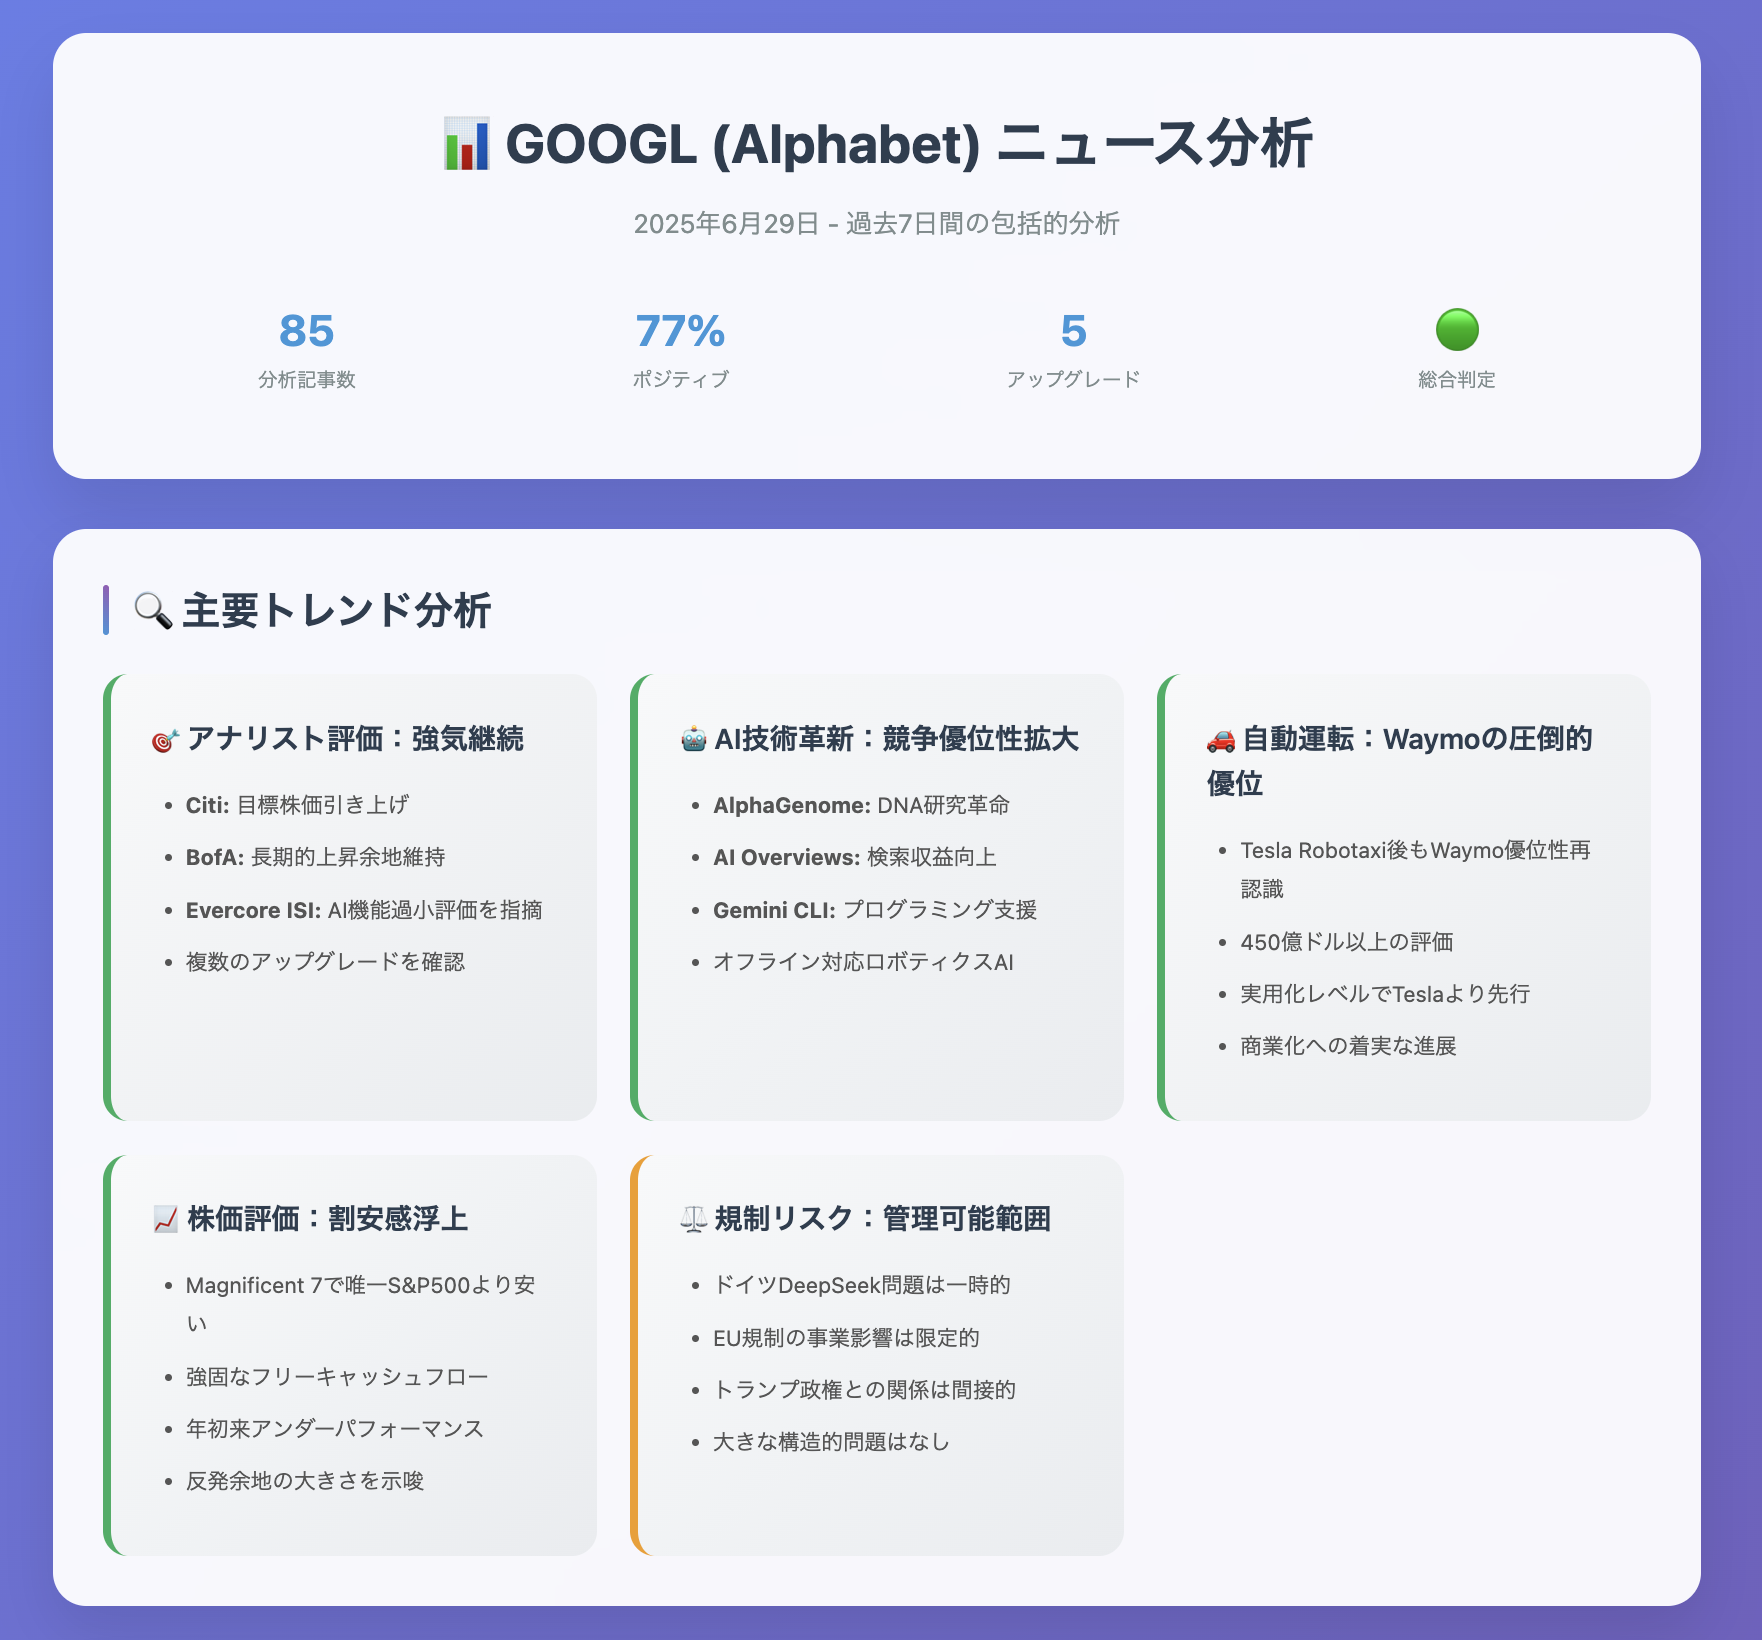 📊 GOOGL (Alphabet) ニュース分析
2025年6月29日 - 過去7日間の包括的分析
85
分析記事数
77%
ポジティブ
5
アップグレード
🟢
総合判定
🔍 主要トレンド分析
🎯 アナリスト評価：強気継続
• Citi: 目標株価引き上げ
• BofA: 長期的上昇余地維持
• Evercore ISI: AI機能過小評価を指摘
• 複数のアップグレードを確認
🤖 AI技術革新：競争優位性拡大
• AlphaGenome: DNA研究革命
• AI Overviews: 検索収益向上
• Gemini CLI: プログラミング支援
• オフライン対応ロボティクスAI
🚗 自動運転：Waymoの圧倒的
優位
• Tesla Robotaxi後もWaymo優位性再
認識
• 450億ドル以上の評価
• 実用化レベルでTeslaより先行
• 商業化への着実な進展
📈 株価評価：割安感浮上
• Magnificent 7で唯一S&P500より安
い
• 強固なフリーキャッシュフロー
• 年初来アンダーパフォーマンス
• 反発余地の大きさを示唆
⚖️ 規制リスク：管理可能範囲
• ドイツDeepSeek問題は一時的
• EU規制の事業影響は限定的
• トランプ政権との関係は間接的
• 大きな構造的問題はなし